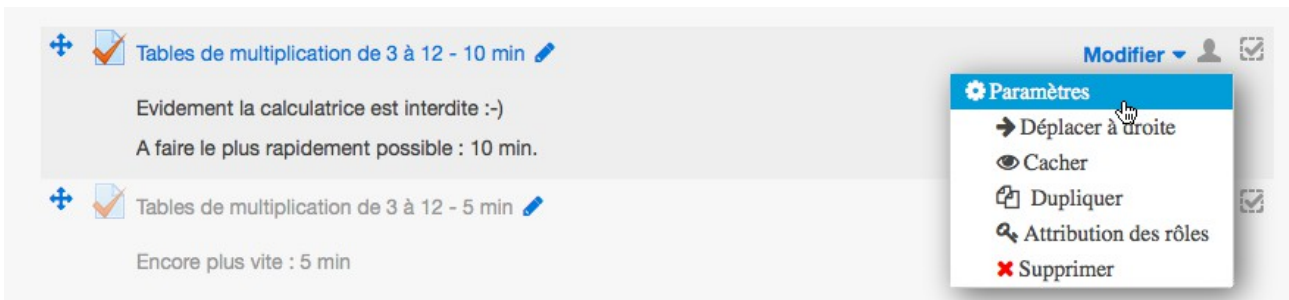 Tables de multiplication de 3 à 12 - 10 min
Modifier
Evidement la calculatrice est interdite :-)
A faire le plus rapidement possible : 10 min.
Paramètres
Déplacer à droite
Cacher
Dupliquer
Attribution des rôles
Supprimer
Tables de multiplication de 3 à 12 - 5 min
Encore plus vite : 5 min